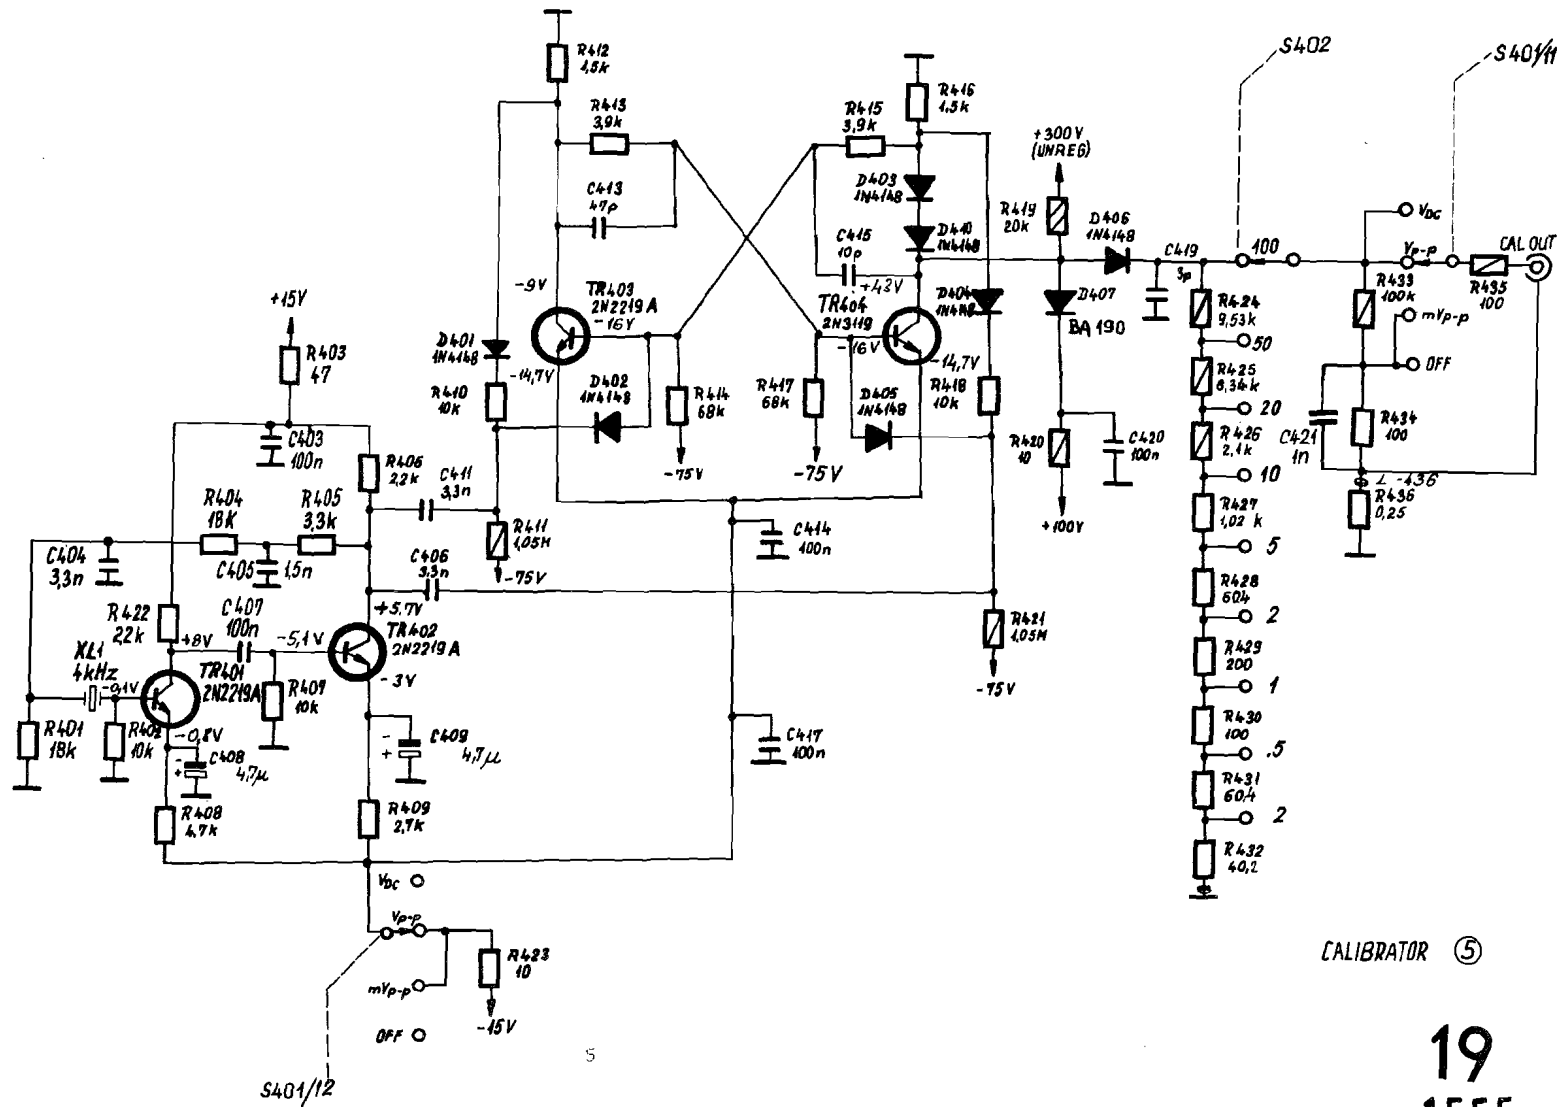 S402
S401/11
R412
1,5k
R413
3,9k
C413
47p
R415
3,9k
R416
1,5k
+300V
(UNREG)
D403
1N4148
D410
1N4148
C415
10p
+43V
R419
20k
D406
1N4148
C419
3p
100
VDC
Vp-p
CAL OUT
R435
100
R433
100k
mVp-p
OFF
-9V
TR403
2N2219A
-16V
-14,7V
TR404
2N3119
-16V
-14,7V
D404
1N4148
D407
BA190
R424
9,53k
50
R425
6,34k
20
R426
2,1k
10
R427
1,02 k
5
R428
604
2
R429
200
1
R430
100
.5
R431
60,4
2
R432
40,2
C421
1n
R434
100
L-436
R436
0,25
+15V
R403
47
D401
1N4148
R410
10k
D402
1N4148
R414
68k
-75V
R417
68k
-75V
D405
1N4148
R418
10k
R420
10
C420
100n
+100V
C403
100n
R406
2,2k
C411
3,3n
R404
18K
R405
3,3k
C404
3,3n
C405
1,5n
R411
1,05M
-75V
C406
3,3n
C414
100n
R421
1,05M
-75V
R422
2,2k
C407
100n
+8V
-5,1V
+5,7V
TR402
2N2219A
-3V
XL1
4kHz
-0,1V
TR401
2N2219A
R407
10k
R401
18k
R402
10k
-0,8V
C408
4,7µ
- +
C409
4,7µ
- +
C417
100n
R408
4,7k
R409
2,7k
VDC
Vp-p
mVp-p
OFF
R423
10
-15V
S401/12
CALIBRATOR 5
19